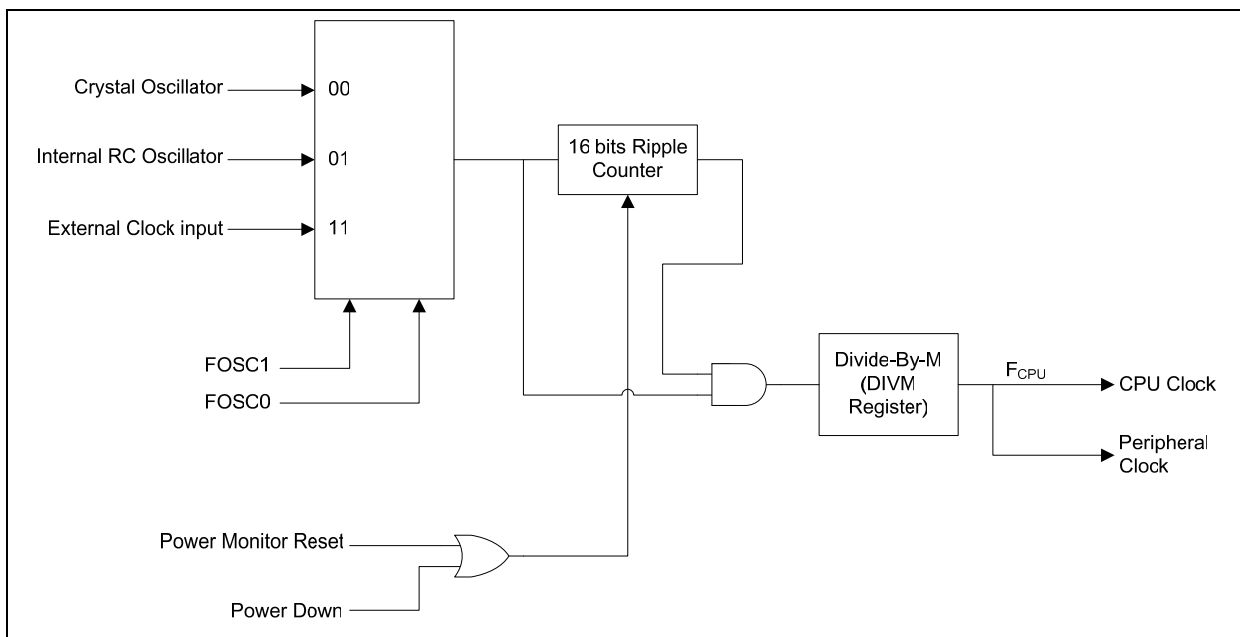 Crystal Oscillator
00
Internal RC Oscillator
01
External Clock input
11
16 bits Ripple
Counter
FOSC1
FOSC0
Divide-By-M
(DIVM
Register)
FCPU
CPU Clock
Peripheral
Clock
Power Monitor Reset
Power Down